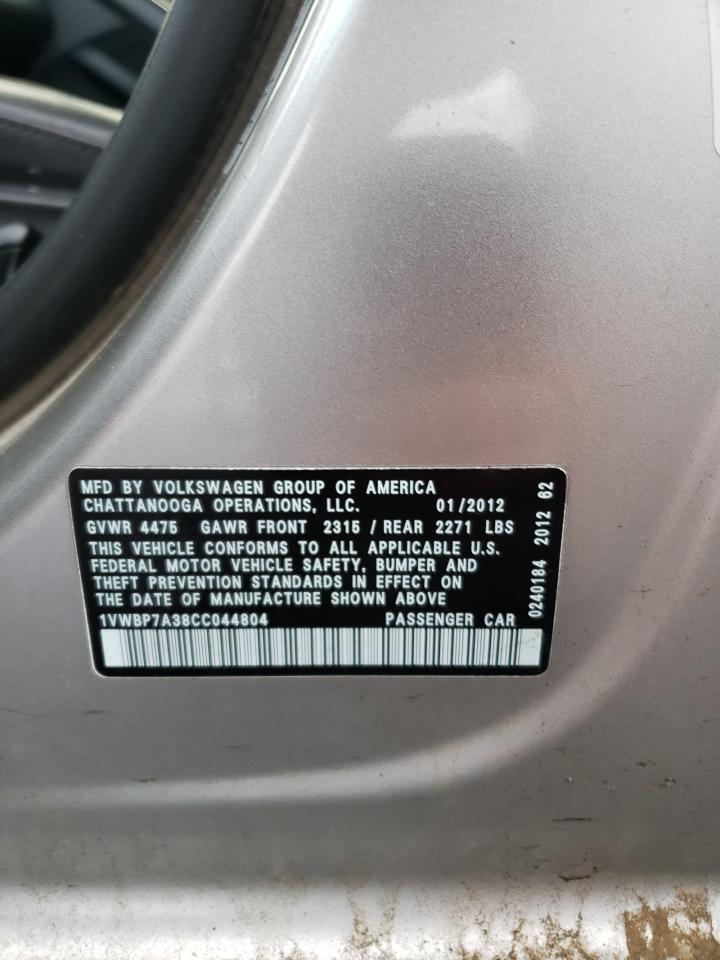 MFD BY VOLKSWAGEN GROUP OF AMERICA
CHATTANOOGA OPERATIONS, LLC. 01/2012
GVWR 4475 GAWR FRONT 2315 / REAR 2271 LBS
THIS VEHICLE CONFORMS TO ALL APPLICABLE U.S.
FEDERAL MOTOR VEHICLE SAFETY, BUMPER AND
THEFT PREVENTION STANDARDS IN EFFECT ON
THE DATE OF MANUFACTURE SHOWN ABOVE
1VWBP7A38CC044804 PASSENGER CAR
0240184 2012 62